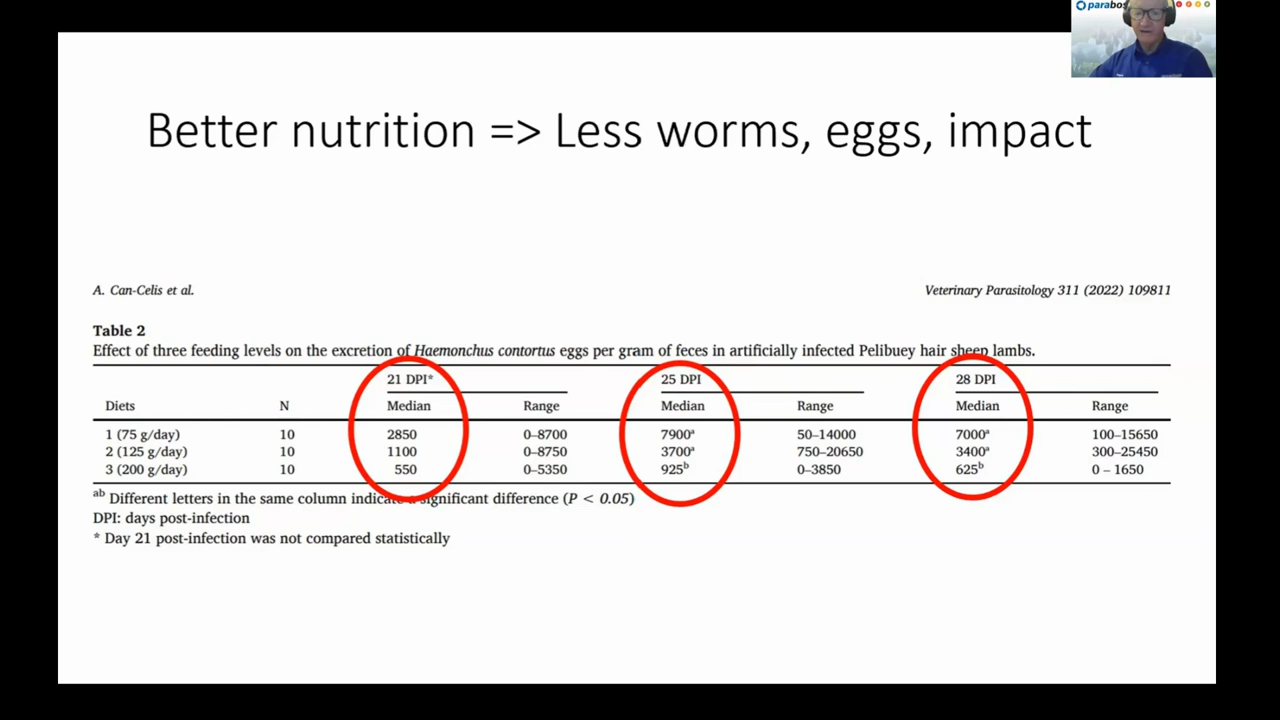 parabos
Better nutrition => Less worms, eggs, impact
A. Can-Celis et al. Veterinary Parasitology 311 (2022) 109811
Table 2
Effect of three feeding levels on the excretion of Haemonchus contortus eggs per gram of feces in artificially infected Pelibuey hair sheep lambs.
21 DPI* 25 DPI 28 DPI
Diets N Median Range Median Range Median Range
1 (75 g/day) 10 2850 0–8700 7900ᵃ 50–14000 7000ᵃ 100–15650
2 (125 g/day) 10 1100 0–8750 3700ᵃ 750–20650 3400ᵃ 300–25450
3 (200 g/day) 10 550 0–5350 925ᵇ 0–3850 625ᵇ 0 – 1650
ᵃᵇ Different letters in the same column indicate a significant difference (P < 0.05)
DPI: days post-infection
* Day 21 post-infection was not compared statistically